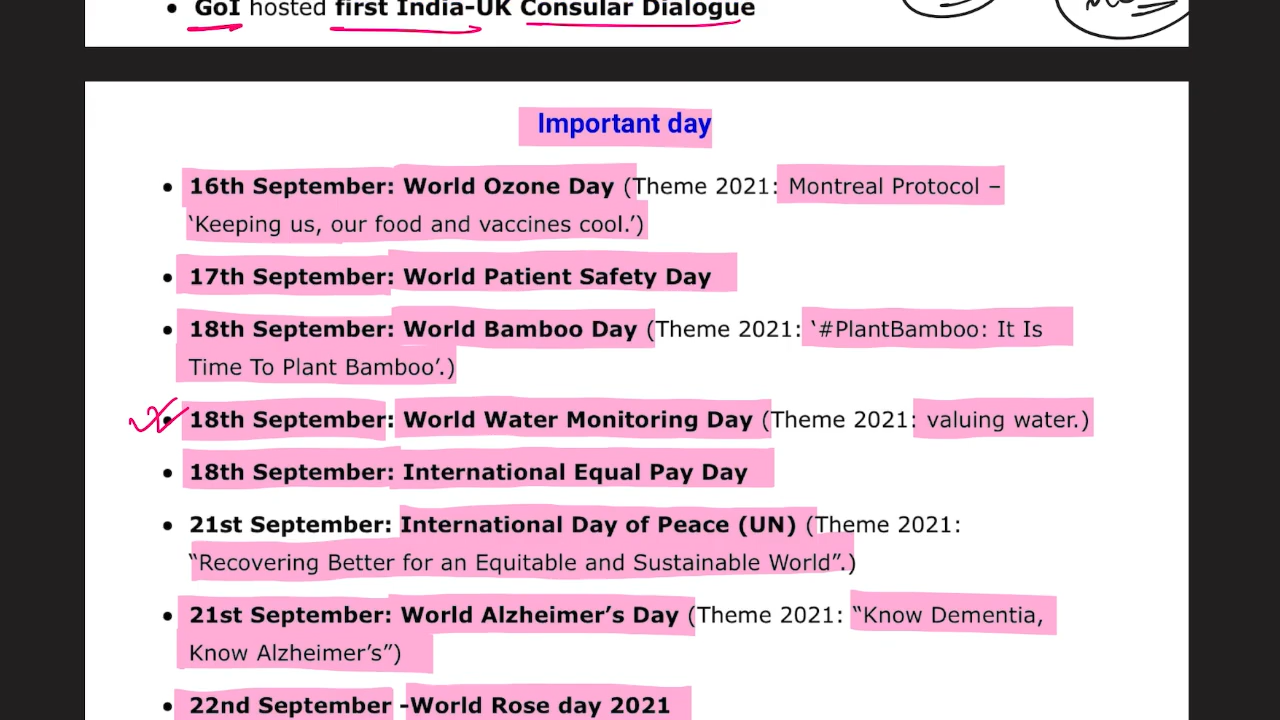 • GoI hosted first India-UK Consular Dialogue
Important day
• 16th September: World Ozone Day (Theme 2021: Montreal Protocol –
‘Keeping us, our food and vaccines cool.’)
• 17th September: World Patient Safety Day
• 18th September: World Bamboo Day (Theme 2021: ‘#PlantBamboo: It Is
Time To Plant Bamboo’.)
• 18th September: World Water Monitoring Day (Theme 2021: valuing water.)
• 18th September: International Equal Pay Day
• 21st September: International Day of Peace (UN) (Theme 2021:
“Recovering Better for an Equitable and Sustainable World”.)
• 21st September: World Alzheimer’s Day (Theme 2021: “Know Dementia,
Know Alzheimer’s”)
• 22nd September -World Rose day 2021